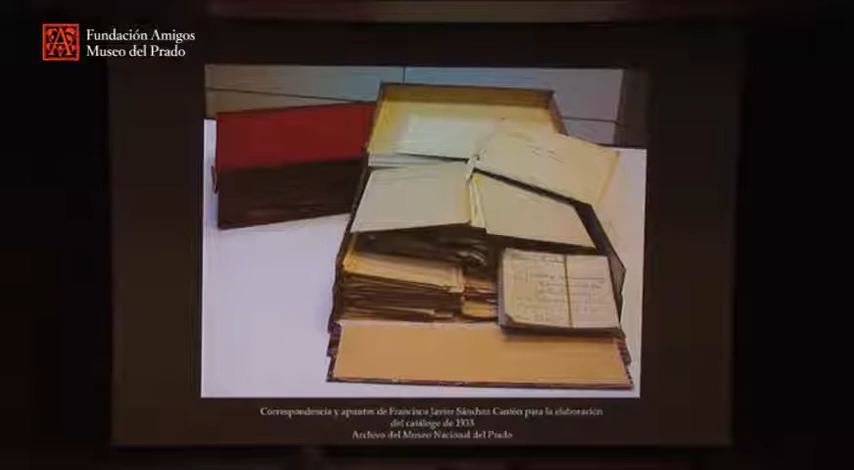 Fundación Amigos
Museo del Prado
Correspondencia y apuntes de Francisco Javier Sánchez Cantón para la elaboración
del catálogo de 1933
Archivo del Museo Nacional del Prado